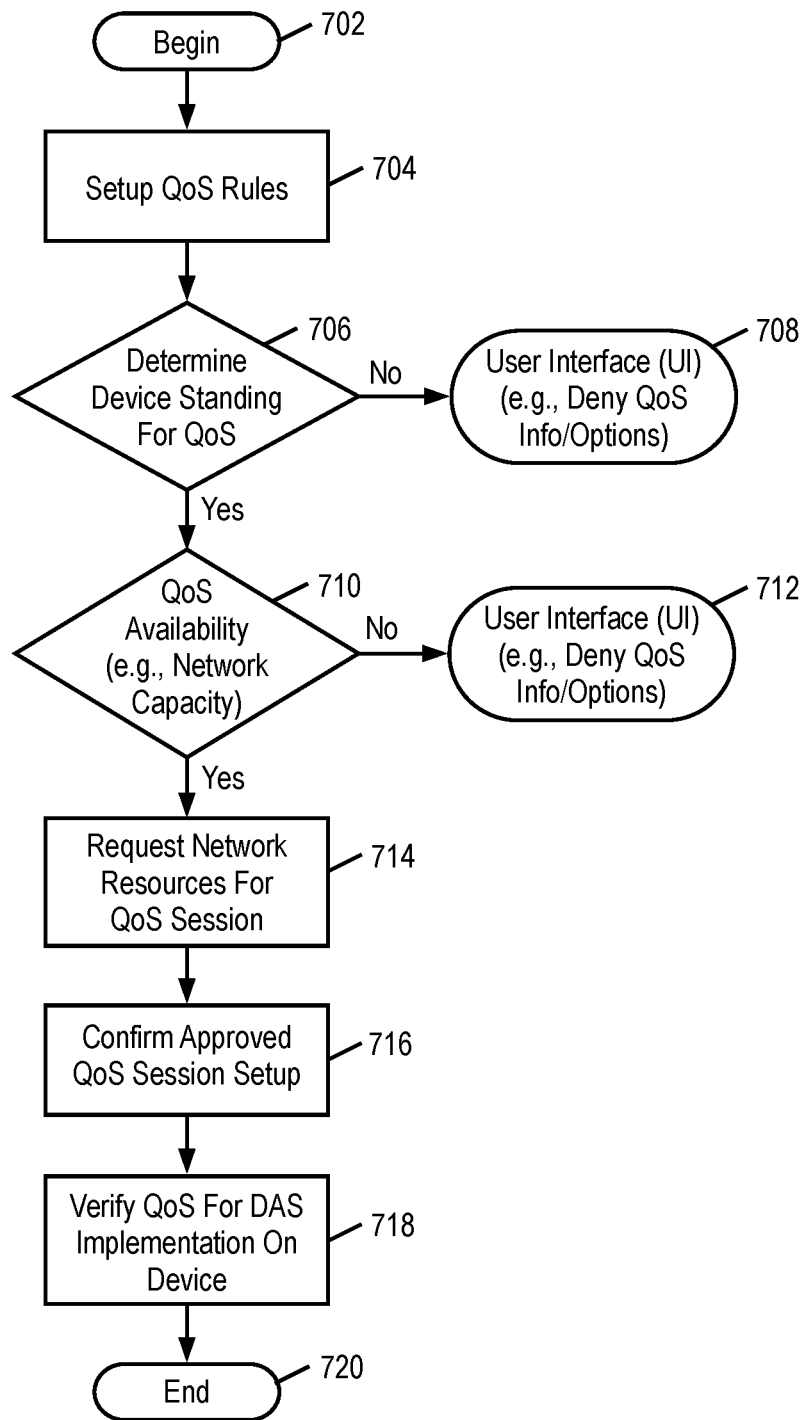 Begin
702
Setup QoS Rules
704
Determine
Device Standing
For QoS
706
No
User Interface (UI)
(e.g., Deny QoS
Info/Options)
708
Yes
QoS
Availability
(e.g., Network
Capacity)
710
No
User Interface (UI)
(e.g., Deny QoS
Info/Options)
712
Yes
Request Network
Resources For
QoS Session
714
Confirm Approved
QoS Session Setup
716
Verify QoS For DAS
Implementation On
Device
718
End
720